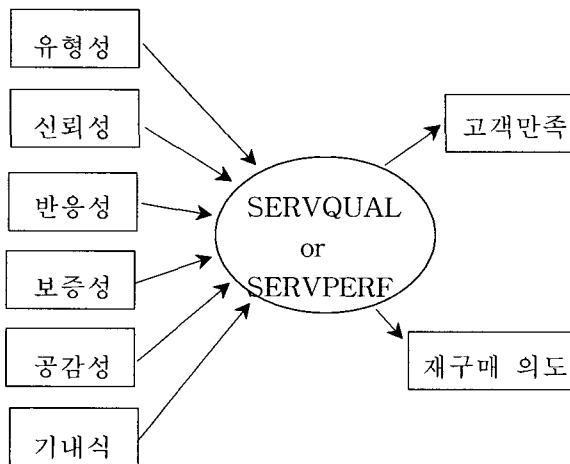 유형성
신뢰성
반응성
보증성
공감성
기내식
SERVQUAL
or
SERVPERF
고객만족
재구매 의도